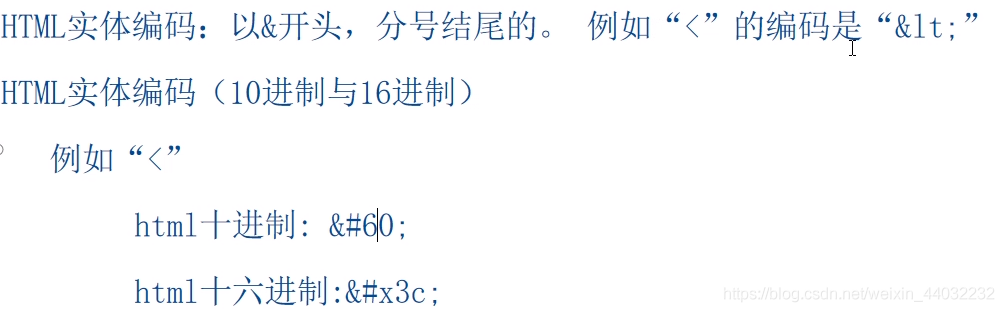 HTML实体编码：以&开头，分号结尾的。 例如“<”的编码是“&lt;”
HTML实体编码（10进制与16进制）
例如“<”
html十进制: &#60;
html十六进制:&#x3c;
https://blog.csdn.net/weixin_44032232